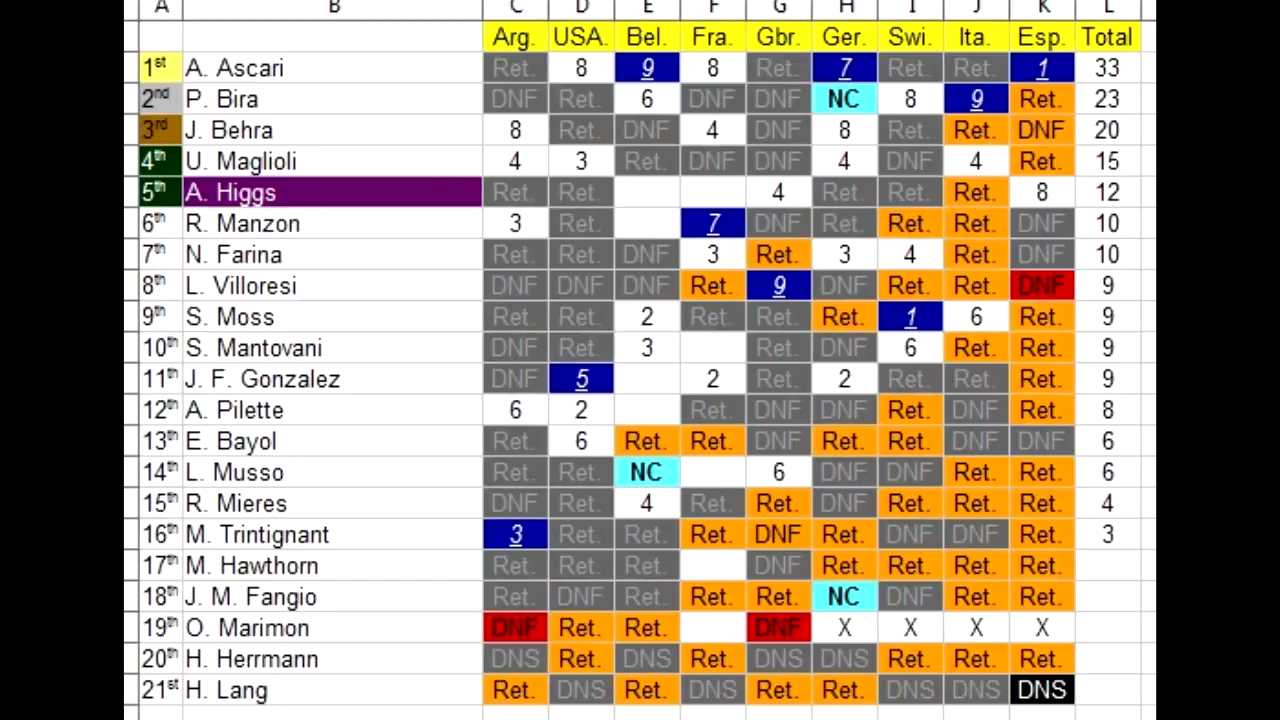 A B C D E F G H I J K L
Arg. USA. Bel. Fra. Gbr. Ger. Swi. Ita. Esp. Total
1st A. Ascari Ret. 8 9 8 Ret. 7 Ret. Ret. 1 33
2nd P. Bira DNF Ret. 6 DNF DNF NC 8 9 Ret. 23
3rd J. Behra 8 Ret. DNF 4 DNF 8 DNF Ret. DNF 20
4th U. Maglioli 4 3 Ret. DNF DNF 4 DNF 4 Ret. 15
5th A. Higgs Ret. Ret. 4 Ret. Ret. Ret. 8 12
6th R. Manzon 3 Ret. 7 DNF Ret. Ret. Ret. DNF 10
7th N. Farina Ret. Ret. DNF 3 Ret. 3 4 Ret. DNF 10
8th L. Villoresi DNF DNF DNF Ret. 9 DNF Ret. Ret. DNF 9
9th S. Moss Ret. Ret. 2 Ret. Ret. Ret. 1 6 Ret. 9
10th S. Mantovani DNF Ret. 3 Ret. DNF 6 Ret. Ret. 9
11th J. F. Gonzalez DNF 5 2 Ret. 2 Ret. Ret. Ret. 9
12th A. Pilette 6 2 Ret. DNF DNF Ret. DNF Ret. 8
13th E. Bayol Ret. 6 Ret. Ret. DNF Ret. Ret. DNF DNF 6
14th L. Musso Ret. Ret. NC 6 DNF DNF Ret. Ret. 6
15th R. Mieres DNF Ret. 4 Ret. Ret. DNF Ret. Ret. Ret. 4
16th M. Trintignant 3 Ret. Ret. Ret. DNF Ret. DNF DNF Ret. 3
17th M. Hawthorn Ret. Ret. Ret. DNF Ret. Ret. Ret. Ret.
18th J. M. Fangio Ret. DNF Ret. Ret. Ret. NC DNF Ret. Ret.
19th O. Marimon DNF Ret. Ret. DNF X X X X
20th H. Herrmann DNS Ret. DNS Ret. DNS DNS Ret. Ret. Ret.
21st H. Lang Ret. DNS Ret. DNS Ret. Ret. DNS DNS DNS